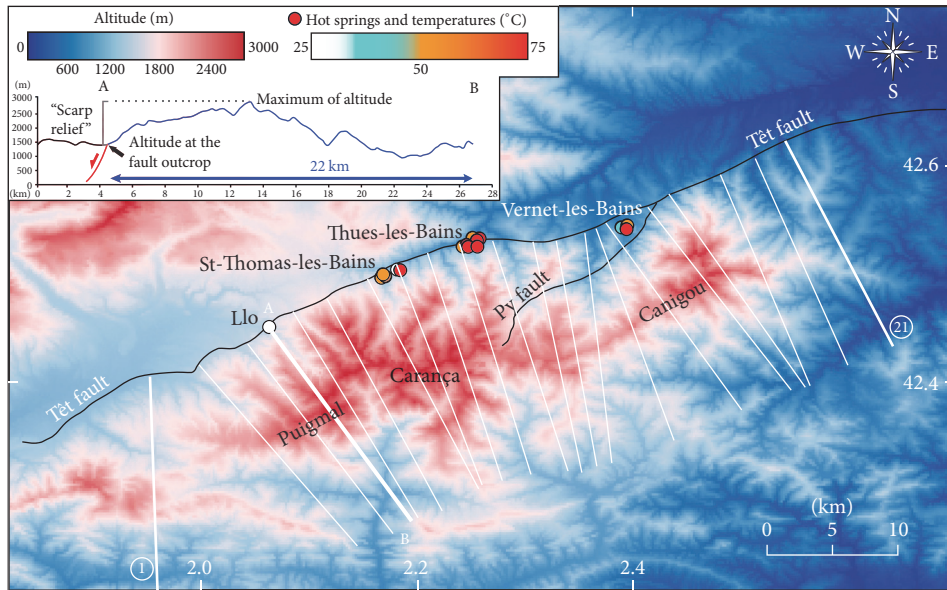 Altitude (m)
0
3000
600 1200 1800 2400
Hot springs and temperatures (°C)
25
75
50
N
W E
S
(m)
A
B
3000
2500
2000
1500
1000
500
0
"Scarp
relief"
Maximum of altitude
Altitude at the
fault outcrop
22 km
(km) 0 2 4 6 8 10 12 14 16 18 20 22 24 26 28
Têt fault
42.6
Vernet-les-Bains
Thues-les-Bains
St-Thomas-les-Bains
Py fault
Canigou
Llo
A
21
Carança
42.4
Têt fault
Puigmal
(km)
0 5 10
B
1
2.0
2.2
2.4